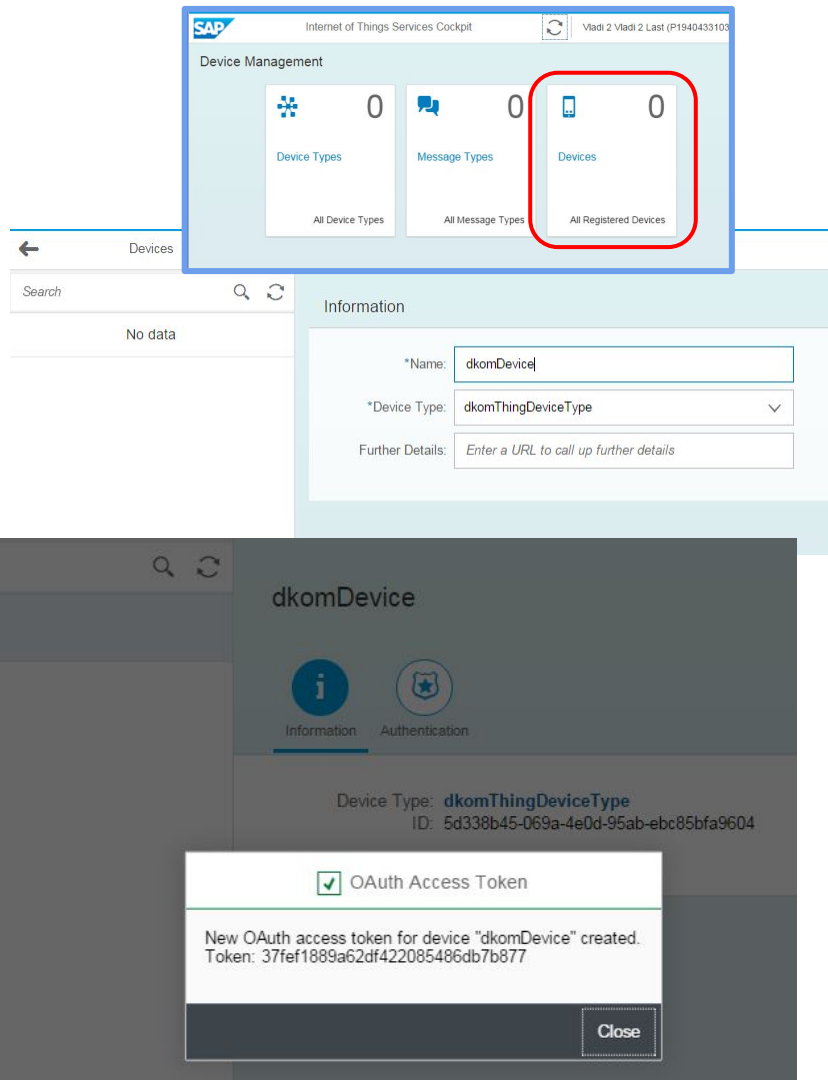 SAP Internet of Things Services Cockpit Vladi 2 Vladi 2 Last (P1940433103
Device Management
0 0 0
Device Types Message Types Devices
All Device Types All Message Types All Registered Devices
Devices
Search
No data
Information
*Name: dkomDevice
*Device Type: dkomThingDeviceType
Further Details: Enter a URL to call up further details
dkomDevice
Information Authentication
Device Type: dkomThingDeviceType
ID: 5d338b45-069a-4e0d-95ab-ebc85bfa9604
OAuth Access Token
New OAuth access token for device "dkomDevice" created.
Token: 37fef1889a62df422085486db7b877
Close